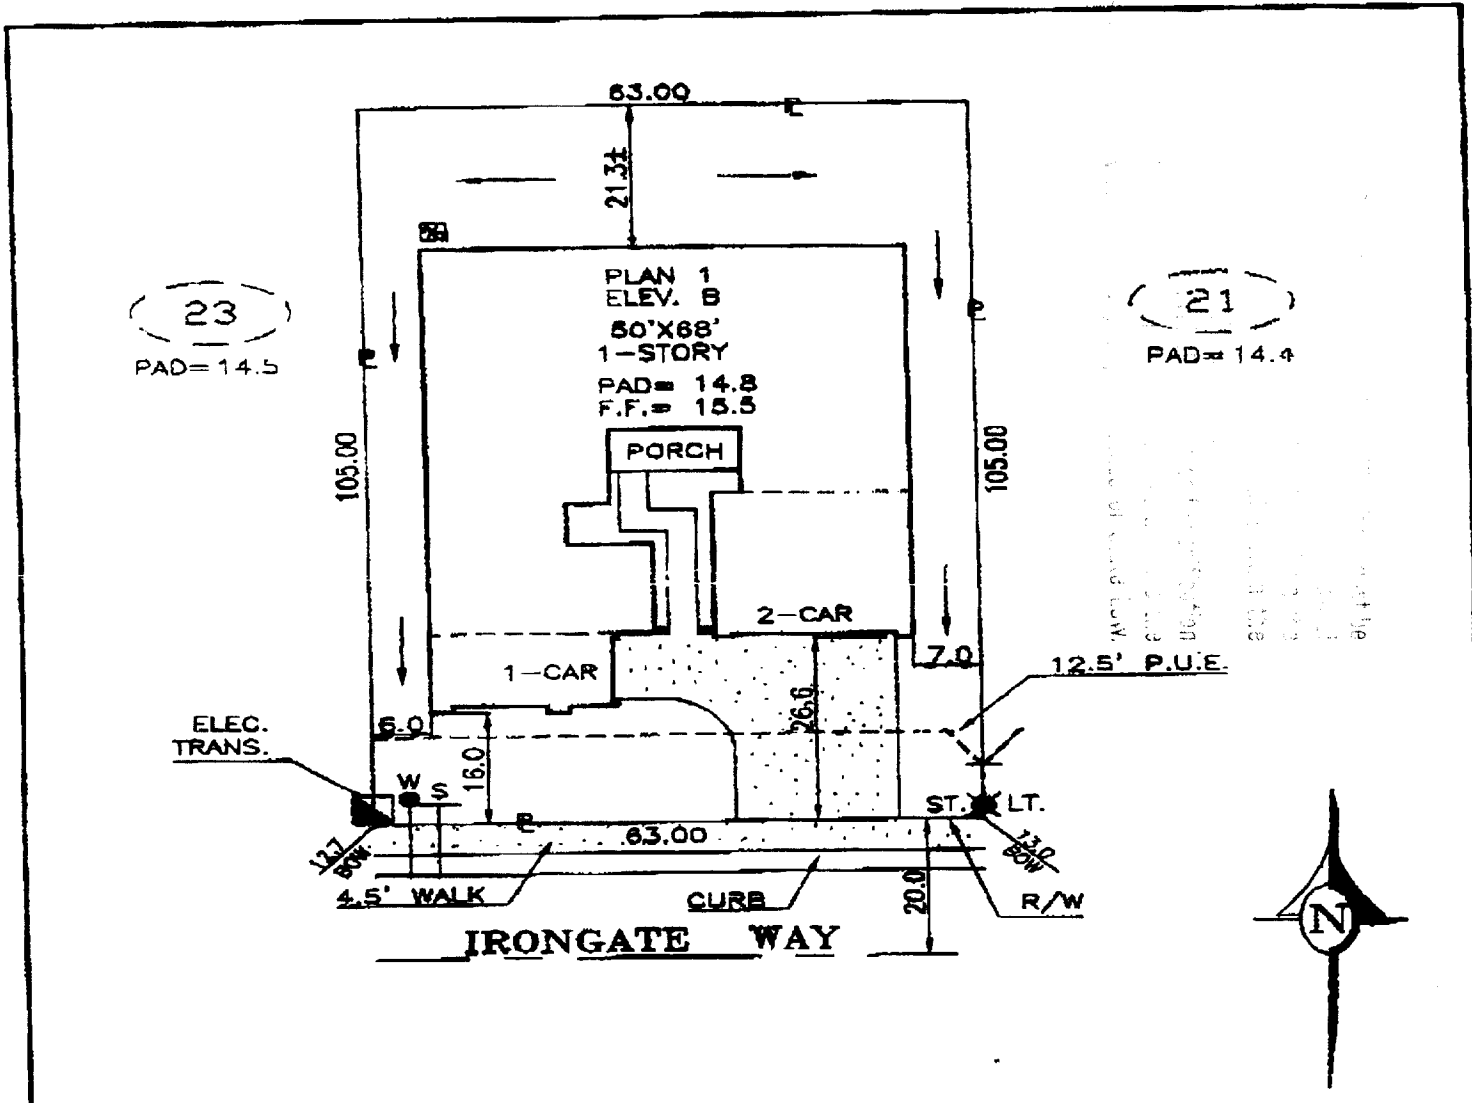 63.00
21.3±
PLAN 1
ELEV. B
50'X68'
1-STORY
PAD= 14.8
F.F.= 15.5
23
PAD= 14.5
21
PAD= 14.4
PORCH
105.00
105.00
2-CAR
1-CAR
7.0
12.5' P.U.E.
26.6
ELEC.
TRANS.
6.0
16.0
W
S
ST. LT.
63.00
12.7
BOW
13.0
BOW
4.5' WALK
CURB
20.0
R/W
IRONGATE WAY
N